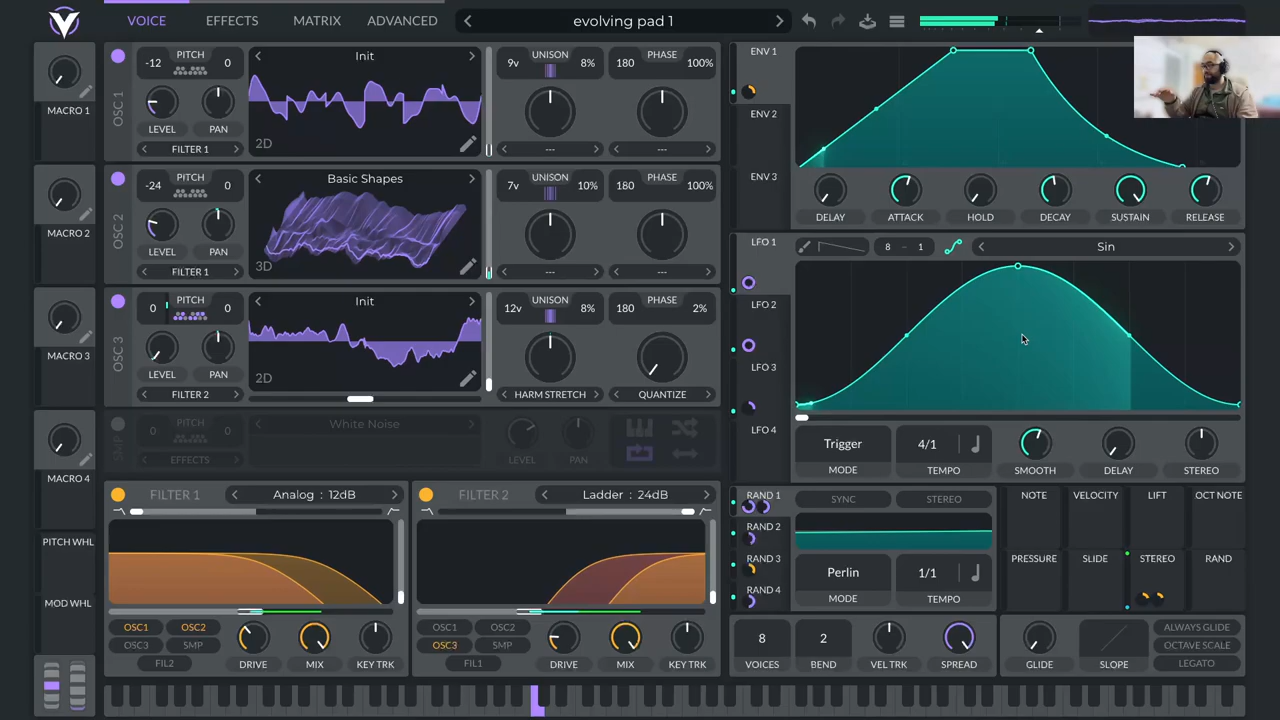 VOICE EFFECTS MATRIX ADVANCED evolving pad 1
MACRO 1
MACRO 2
MACRO 3
MACRO 4
PITCH WHL
MOD WHL
OSC 1
-12 PITCH 0
LEVEL PAN
FILTER 1
Init
2D
UNISON
9v 8%
---
PHASE
180 100%
---
OSC 2
-24 PITCH 0
LEVEL PAN
FILTER 1
Basic Shapes
3D
UNISON
7v 10%
---
PHASE
180 100%
---
OSC 3
0 PITCH 0
LEVEL PAN
FILTER 2
Init
2D
UNISON
12v 8%
HARM STRETCH
PHASE
180 2%
QUANTIZE
SMP
0 PITCH 0
EFFECTS
White Noise
LEVEL PAN
FILTER 1 Analog : 12dB
OSC1 OSC2
OSC3 SMP
FIL2
DRIVE MIX KEY TRK
FILTER 2 Ladder : 24dB
OSC1 OSC2
OSC3 SMP
FIL1
DRIVE MIX KEY TRK
ENV 1
ENV 2
ENV 3
DELAY ATTACK HOLD DECAY SUSTAIN RELEASE
LFO 1
LFO 2
LFO 3
LFO 4
8 - 1 Sin
Trigger
MODE
4/1
TEMPO
SMOOTH DELAY STEREO
RAND 1
RAND 2
RAND 3
RAND 4
SYNC STEREO
Perlin
MODE
1/1
TEMPO
NOTE VELOCITY LIFT OCT NOTE
PRESSURE SLIDE STEREO RAND
8
VOICES
2
BEND
VEL TRK
SPREAD
GLIDE
SLOPE
ALWAYS GLIDE
OCTAVE SCALE
LEGATO